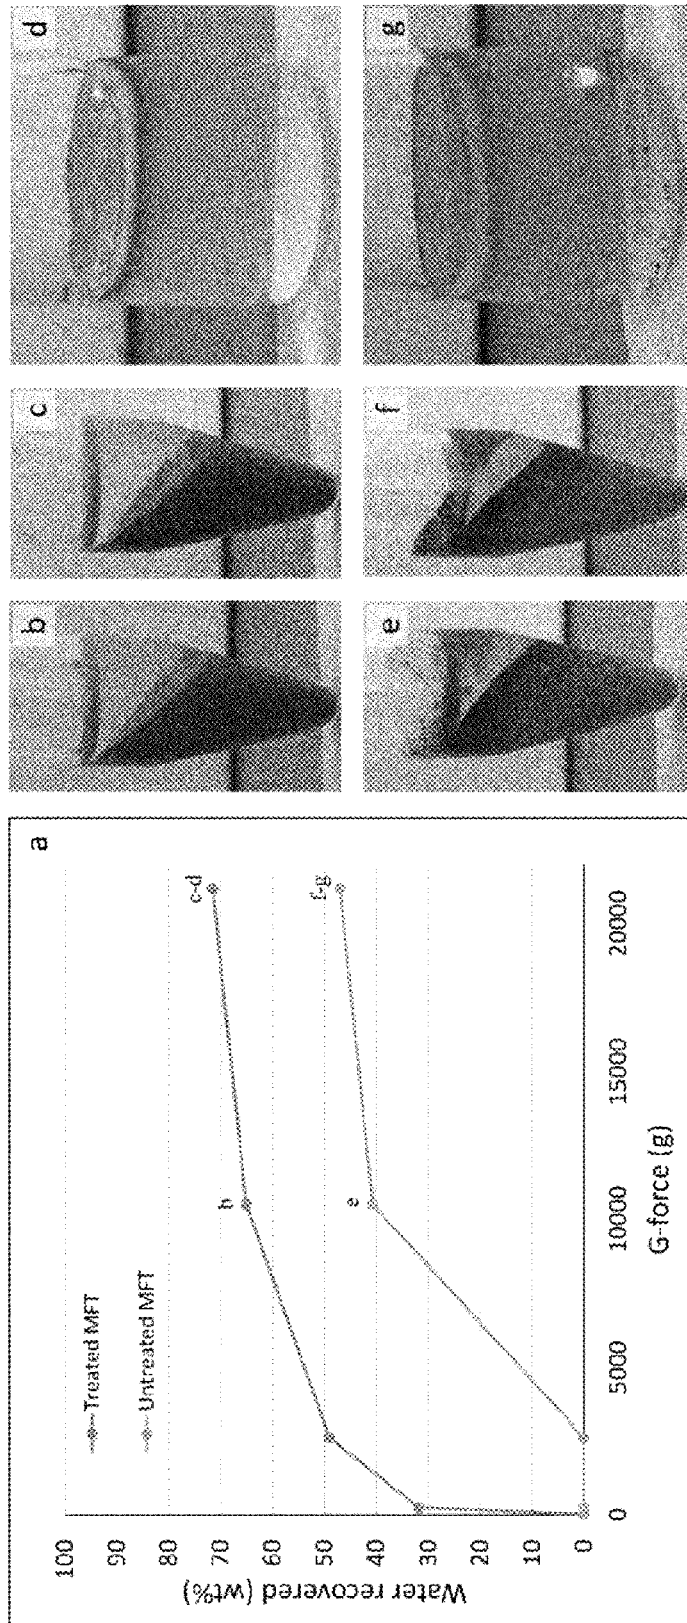 a
Treated MFT
Untreated MFT
Water recovered (wt%)
100
90
80
70
60
50
40
30
20
10
0
c-d
b
f-g
e
0
5000
10000
15000
20000
G-force (g)
b
c
d
e
f
g